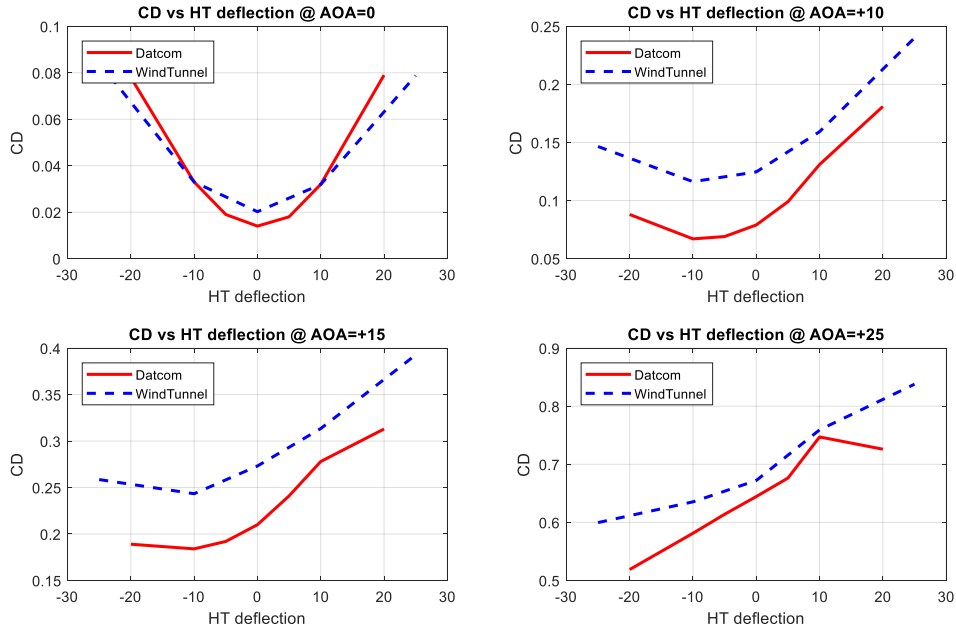 CD vs HT deflection @ AOA=0
0.1
0.08
0.06
0.04
0.02
0
CD
Datcom
WindTunnel
-30 -20 -10 0 10 20 30
HT deflection
CD vs HT deflection @ AOA=+10
0.25
0.2
0.15
0.1
0.05
CD
Datcom
WindTunnel
-30 -20 -10 0 10 20 30
HT deflection
CD vs HT deflection @ AOA=+15
0.4
0.35
0.3
0.25
0.2
0.15
CD
Datcom
WindTunnel
-30 -20 -10 0 10 20 30
HT deflection
CD vs HT deflection @ AOA=+25
0.9
0.8
0.7
0.6
0.5
CD
Datcom
WindTunnel
-30 -20 -10 0 10 20 30
HT deflection